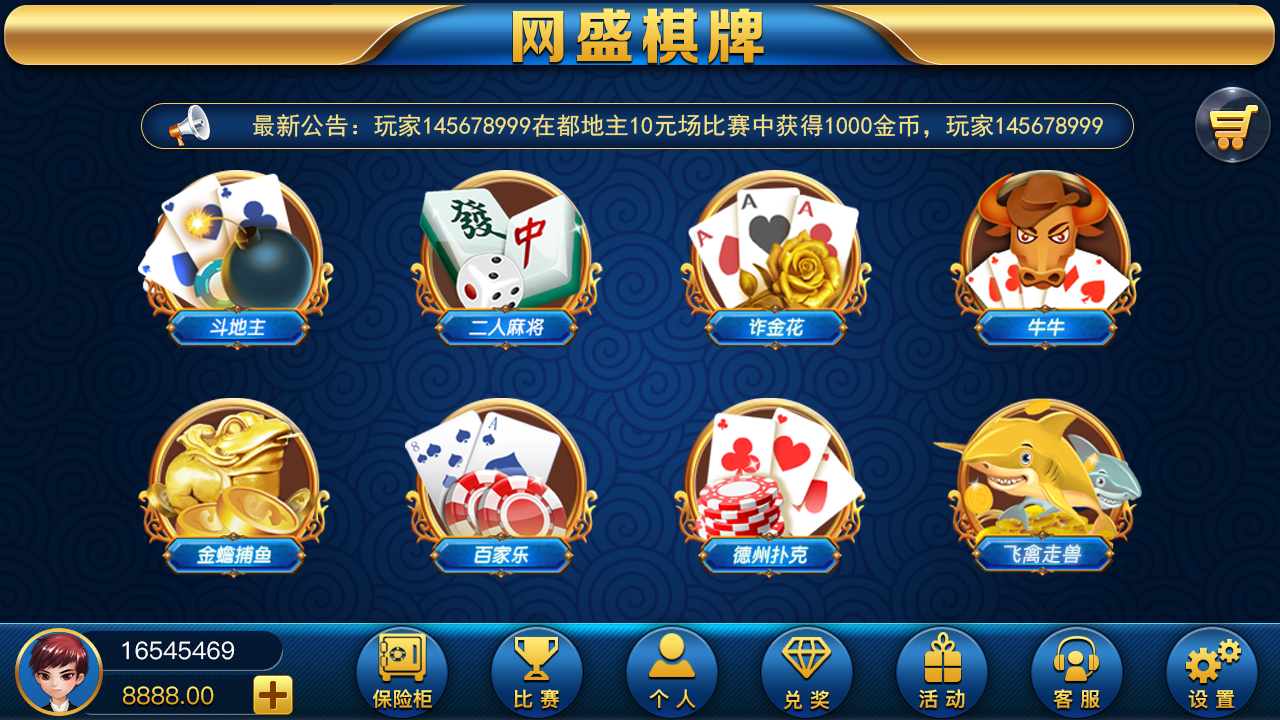 网盛棋牌
最新公告：玩家145678999在都地主10元场比赛中获得1000金币，玩家145678999
A
A
A
發
中
斗地主
二人麻将
诈金花
牛牛
8
A
金蟾捕鱼
百家乐
德州扑克
飞禽走兽
16545469
8888.00
保险柜
比赛
个人
兑奖
活动
客服
设置